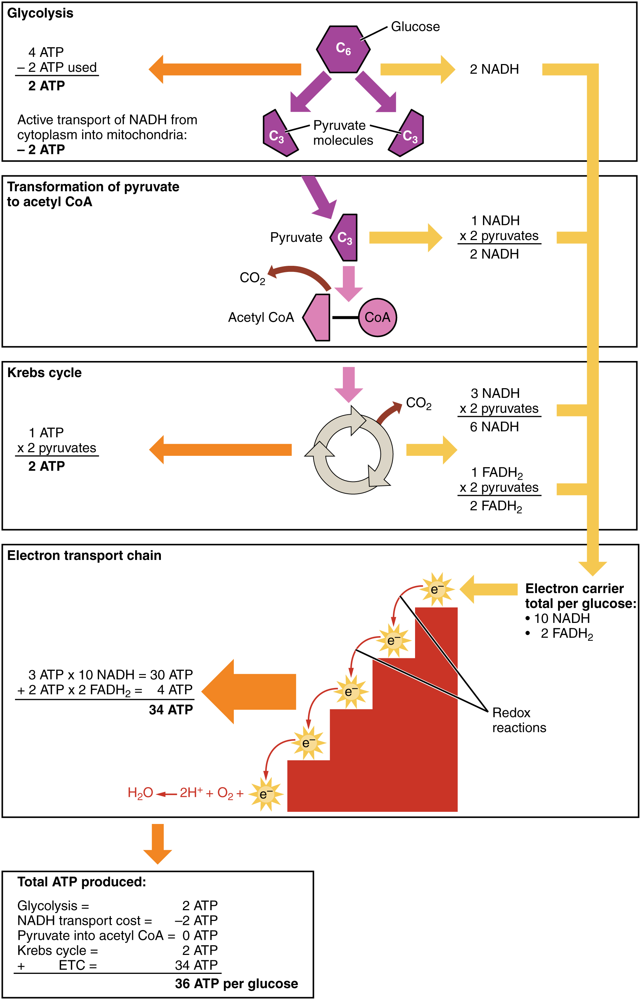 Glycolysis
Glucose
C6
4 ATP
– 2 ATP used
2 ATP
2 NADH
Active transport of NADH from
cytoplasm into mitochondria:
– 2 ATP
C3
Pyruvate
molecules
C3
Transformation of pyruvate
to acetyl CoA
Pyruvate
C3
1 NADH
x 2 pyruvates
2 NADH
CO2
Acetyl CoA
CoA
Krebs cycle
CO2
3 NADH
x 2 pyruvates
6 NADH
1 ATP
x 2 pyruvates
2 ATP
1 FADH2
x 2 pyruvates
2 FADH2
Electron transport chain
e–
Electron carrier
total per glucose:
• 10 NADH
• 2 FADH2
e–
3 ATP x 10 NADH = 30 ATP
+ 2 ATP x 2 FADH2 = 4 ATP
34 ATP
e–
Redox
reactions
e–
H2O 2H+ + O2 +
e–
Total ATP produced:
Glycolysis = 2 ATP
NADH transport cost = –2 ATP
Pyruvate into acetyl CoA = 0 ATP
Krebs cycle = 2 ATP
+ ETC = 34 ATP
36 ATP per glucose